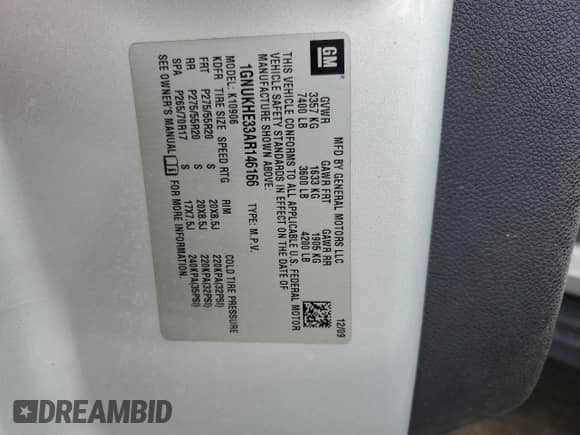 GM
MFD BY GENERAL MOTORS LLC
12/09
GVWR GAWR FRT GAWR RR
3357 KG 1633 KG 1905 KG
7400 LB 3600 LB 4200 LB
THIS VEHICLE CONFORMS TO ALL APPLICABLE U.S. FEDERAL MOTOR
VEHICLE SAFETY STANDARDS IN EFFECT ON THE DATE OF
MANUFACTURE SHOWN ABOVE.
1GNUKHE33AR146166 TYPE: M.P.V.
MODEL: K10906
KDFR TIRE SIZE SPEED RTG RIM COLD TIRE PRESSURE
FRT P275/55R20 S 20X8.5J 220KPA(32PSI)
RR P275/55R20 S 20X8.5J 220KPA(32PSI)
SPA P265/70R17 S 17X7.5J 240KPA(35PSI)
SEE OWNER'S MANUAL FOR MORE INFORMATION.
DREAMBID